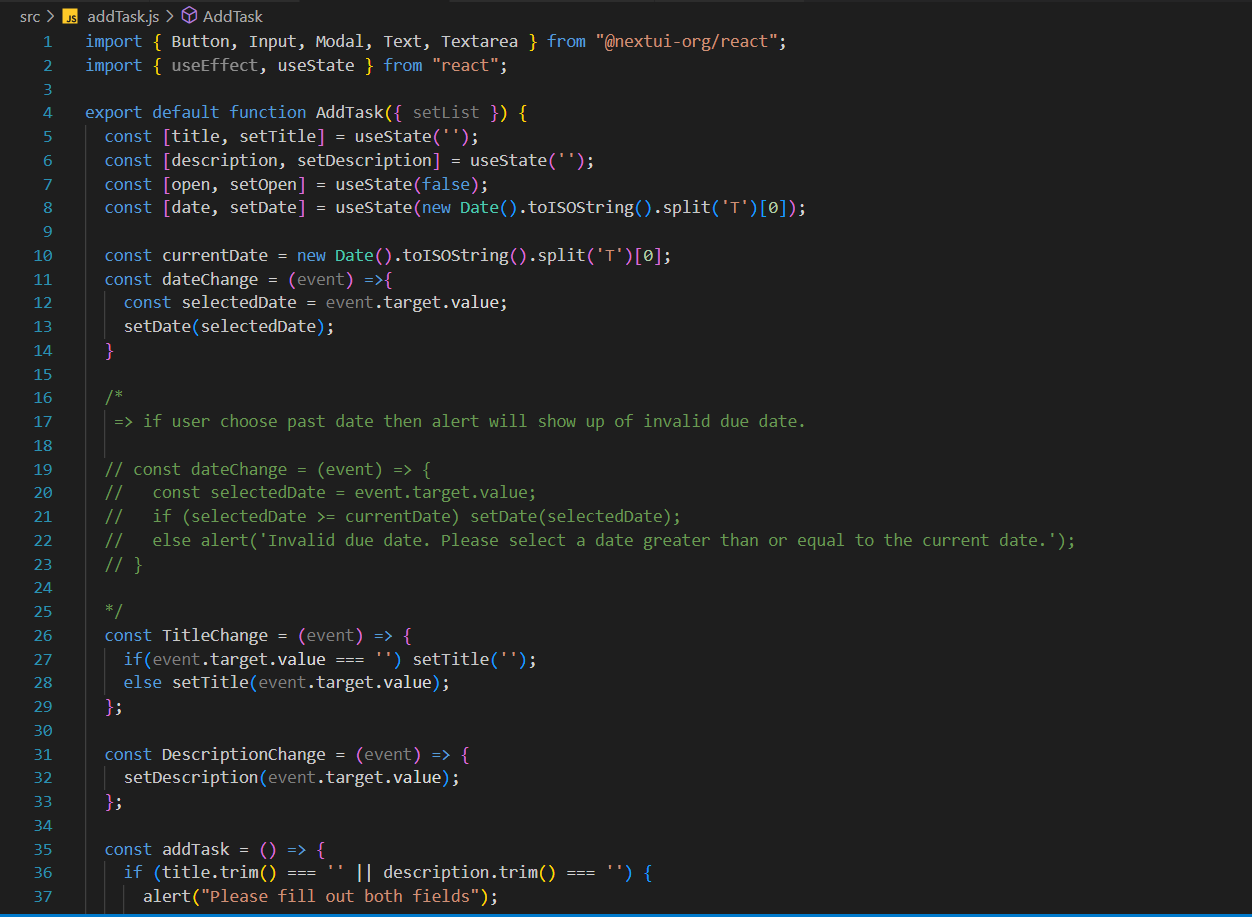 src > JS addTask.js > AddTask
1 import { Button, Input, Modal, Text, Textarea } from "@nextui-org/react";
2 import { useEffect, useState } from "react";
3
4 export default function AddTask({ setList }) {
5   const [title, setTitle] = useState('');
6   const [description, setDescription] = useState('');
7   const [open, setOpen] = useState(false);
8   const [date, setDate] = useState(new Date().toISOString().split('T')[0]);
9
10   const currentDate = new Date().toISOString().split('T')[0];
11   const dateChange = (event) =>{
12     const selectedDate = event.target.value;
13     setDate(selectedDate);
14   }
15
16   /*
17    => if user choose past date then alert will show up of invalid due date.
18
19   // const dateChange = (event) => {
20   //   const selectedDate = event.target.value;
21   //   if (selectedDate >= currentDate) setDate(selectedDate);
22   //   else alert('Invalid due date. Please select a date greater than or equal to the current date.');
23   // }
24
25   */
26   const TitleChange = (event) => {
27     if(event.target.value === '') setTitle('');
28     else setTitle(event.target.value);
29   };
30
31   const DescriptionChange = (event) => {
32     setDescription(event.target.value);
33   };
34
35   const addTask = () => {
36     if (title.trim() === '' || description.trim() === '') {
37       alert("Please fill out both fields");